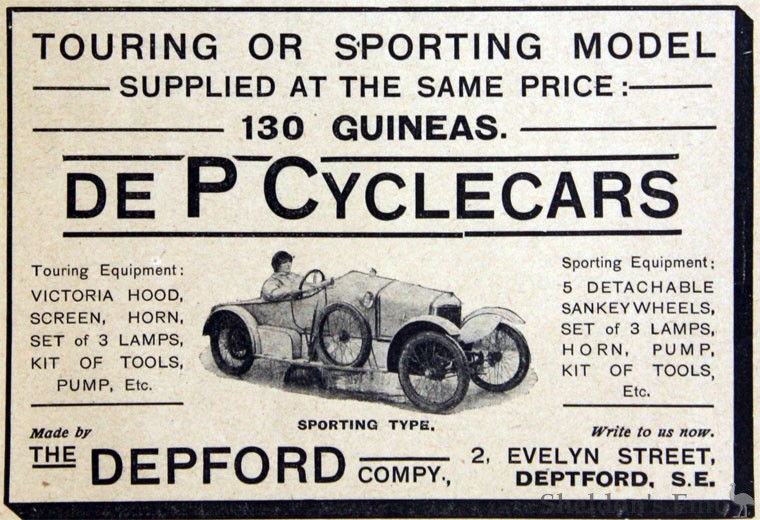 TOURING OR SPORTING MODEL
SUPPLIED AT THE SAME PRICE:
130 GUINEAS.
DE P CYCLECARS
Touring Equipment:
VICTORIA HOOD,
SCREEN, HORN,
SET of 3 LAMPS,
KIT OF TOOLS,
PUMP, Etc.
Sporting Equipment:
5 DETACHABLE
SANKEY WHEELS,
SET of 3 LAMPS,
HORN, PUMP,
KIT OF TOOLS,
Etc.
SPORTING TYPE.
Made by
THE DEPFORD COMPY.,
Write to us now.
2, EVELYN STREET,
DEPTFORD, S.E.
Sheldon's